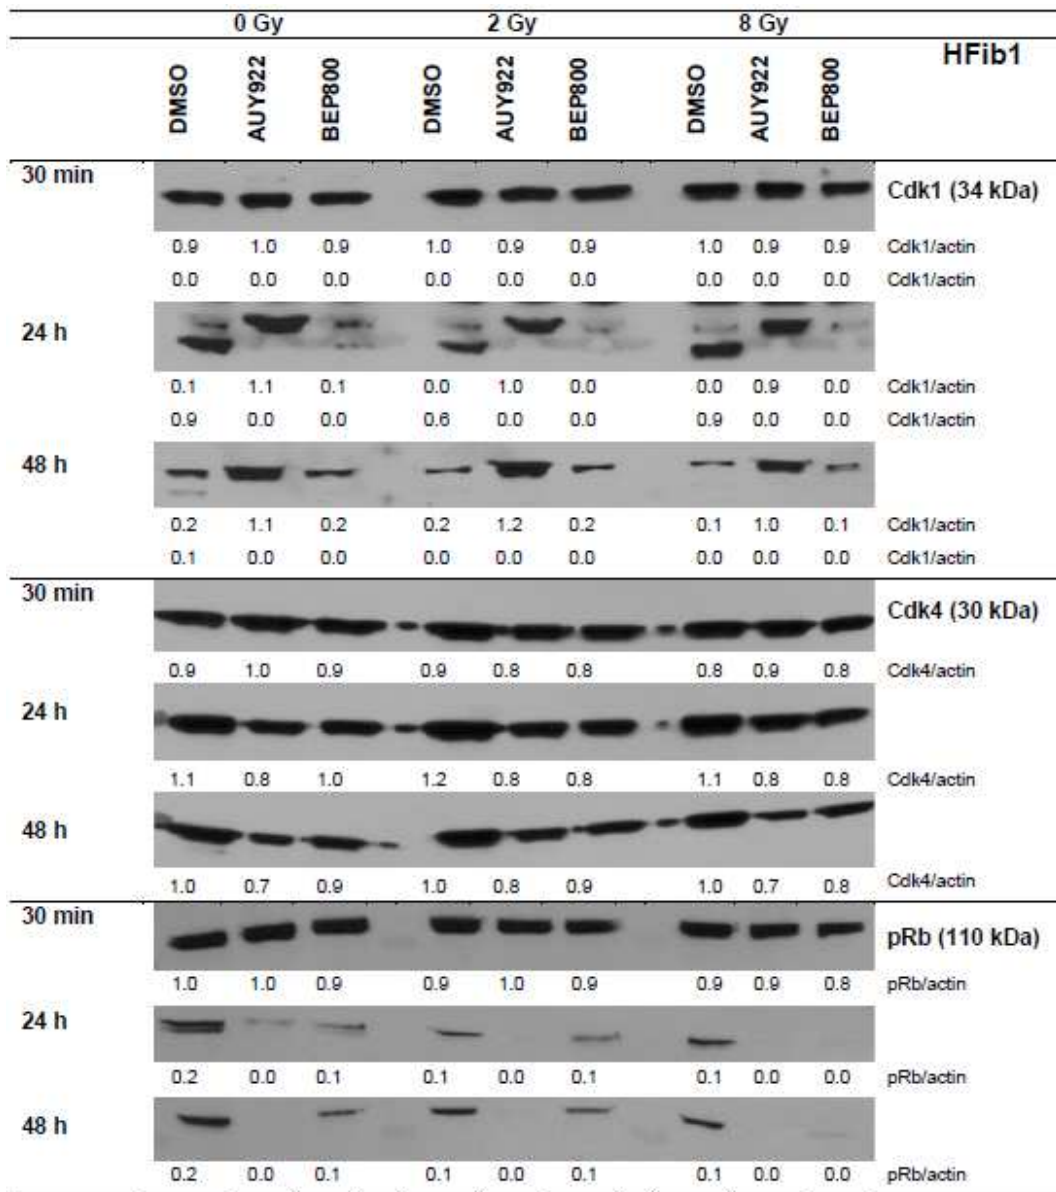 0 Gy 2 Gy 8 Gy
HFib1
DMSO AUY922 BEP800 DMSO AUY922 BEP800 DMSO AUY922 BEP800
30 min Cdk1 (34 kDa)
0.9 1.0 0.9 1.0 0.9 0.9 1.0 0.9 0.9 Cdk1/actin
0.0 0.0 0.0 0.0 0.0 0.0 0.0 0.0 0.0 Cdk1/actin
24 h
0.1 1.1 0.1 0.0 1.0 0.0 0.0 0.9 0.0 Cdk1/actin
0.9 0.0 0.0 0.6 0.0 0.0 0.9 0.0 0.0 Cdk1/actin
48 h
0.2 1.1 0.2 0.2 1.2 0.2 0.1 1.0 0.1 Cdk1/actin
0.1 0.0 0.0 0.0 0.0 0.0 0.0 0.0 0.0 Cdk1/actin
30 min Cdk4 (30 kDa)
0.9 1.0 0.9 0.9 0.8 0.8 0.8 0.9 0.8 Cdk4/actin
24 h
1.1 0.8 1.0 1.2 0.8 0.8 1.1 0.8 0.8 Cdk4/actin
48 h
1.0 0.7 0.9 1.0 0.8 0.9 1.0 0.7 0.8 Cdk4/actin
30 min pRb (110 kDa)
1.0 1.0 0.9 0.9 1.0 0.9 0.9 0.9 0.8 pRb/actin
24 h
0.2 0.0 0.1 0.1 0.0 0.1 0.1 0.0 0.0 pRb/actin
48 h
0.2 0.0 0.1 0.1 0.0 0.1 0.1 0.0 0.0 pRb/actin